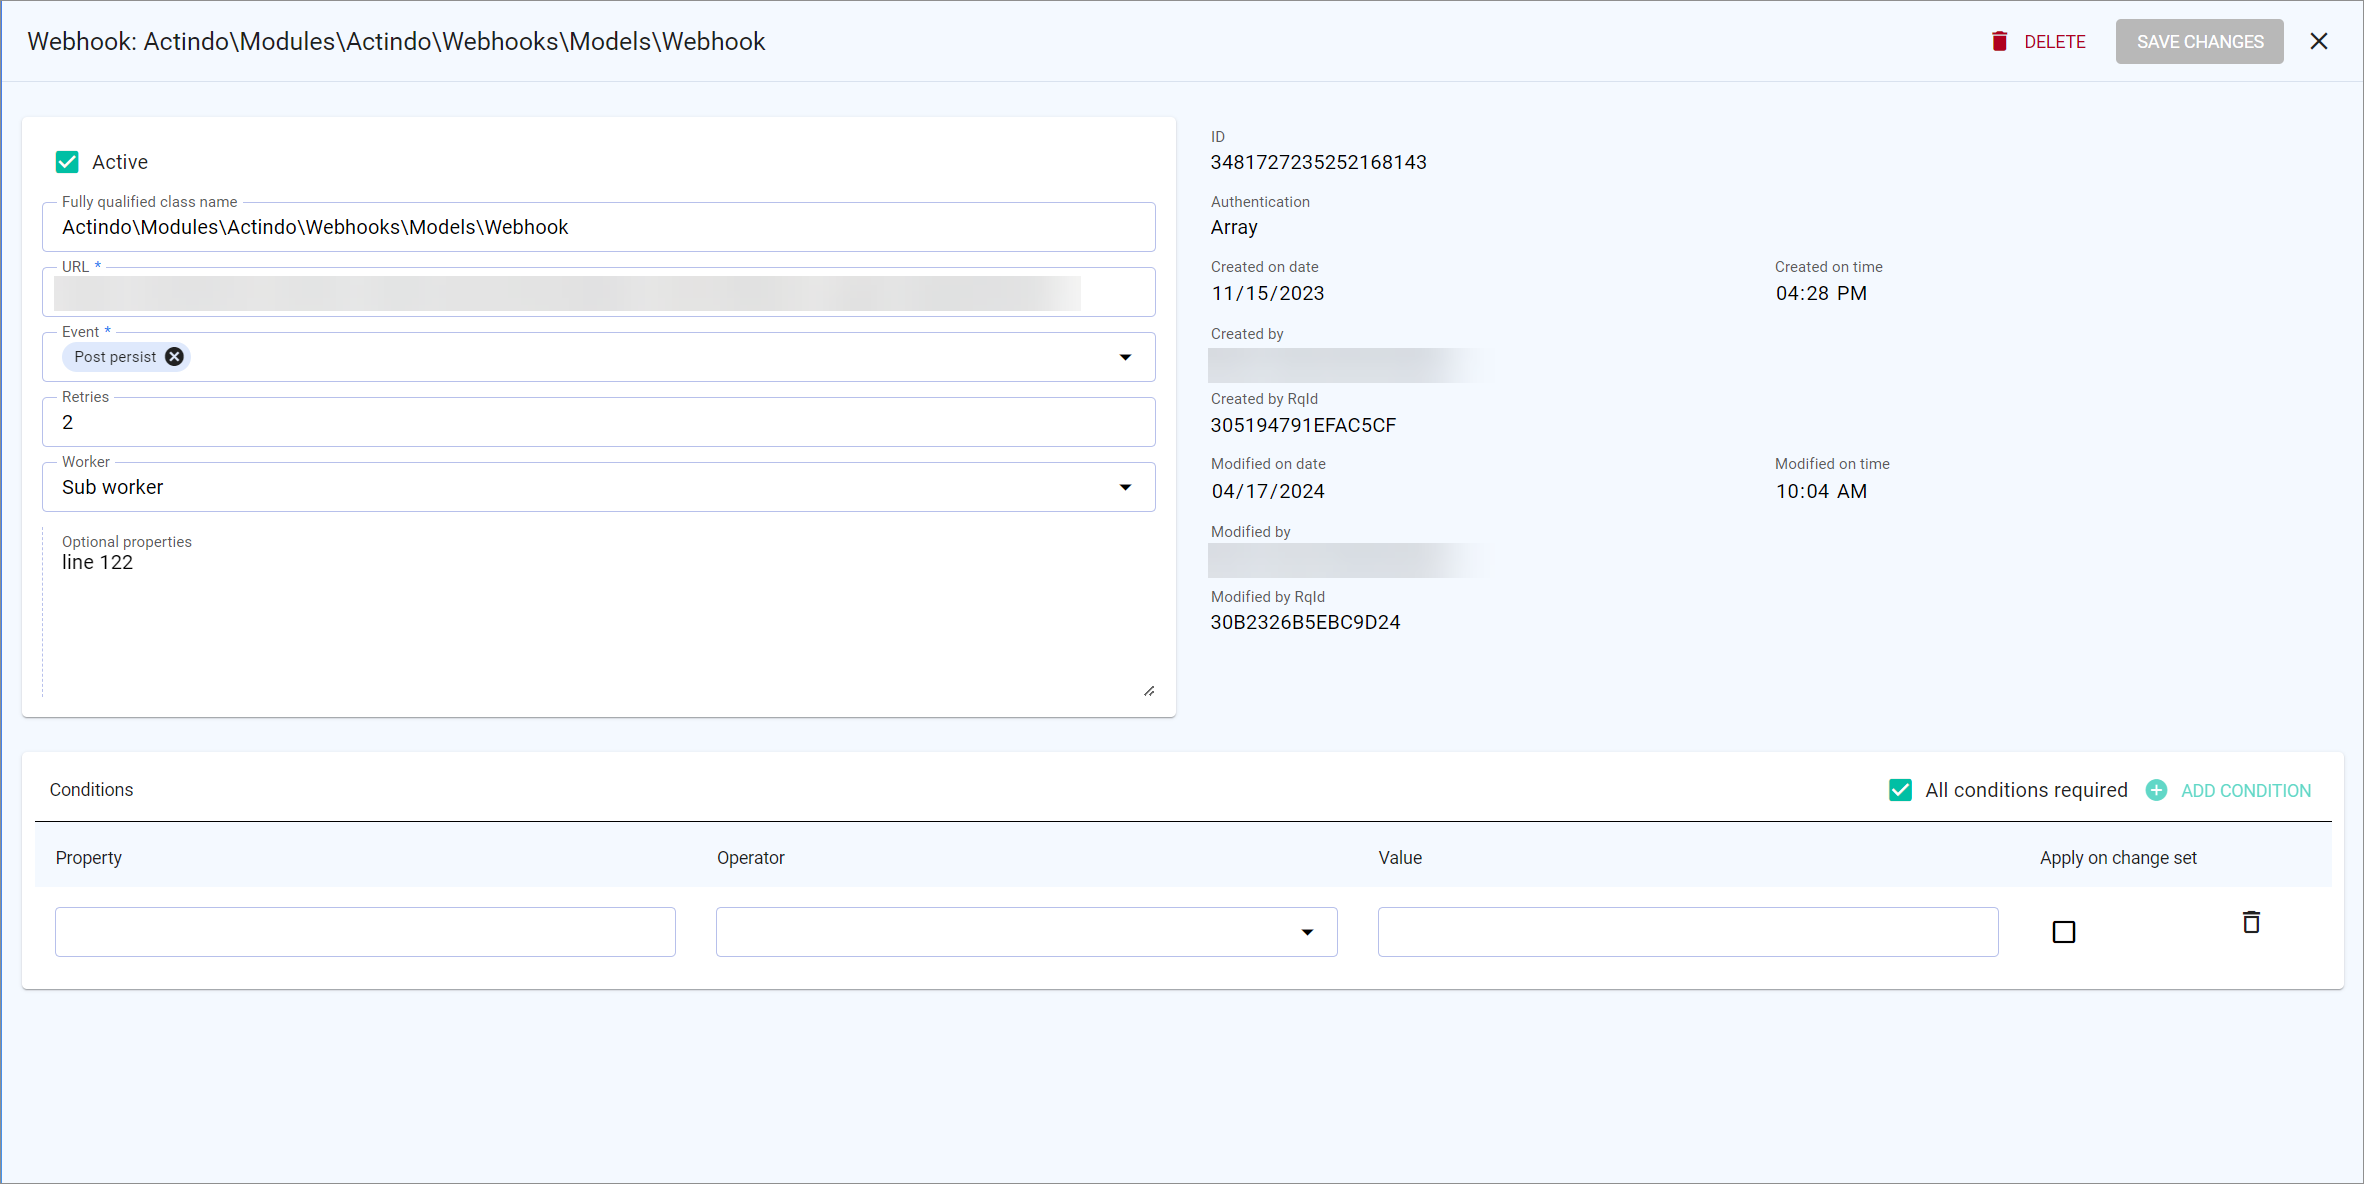 Webhook: Actindo\Modules\Actindo\Webhooks\Models\Webhook
DELETE
SAVE CHANGES
Active
Fully qualified class name
Actindo\Modules\Actindo\Webhooks\Models\Webhook
URL *
Event *
Post persist
Retries
2
Worker
Sub worker
Optional properties
line 122
ID
3481727235252168143
Authentication
Array
Created on date
Created on time
11/15/2023
04:28 PM
Created by
Created by RqId
305194791EFAC5CF
Modified on date
Modified on time
04/17/2024
10:04 AM
Modified by
Modified by RqId
30B2326B5EBC9D24
Conditions
All conditions required
ADD CONDITION
Property
Operator
Value
Apply on change set